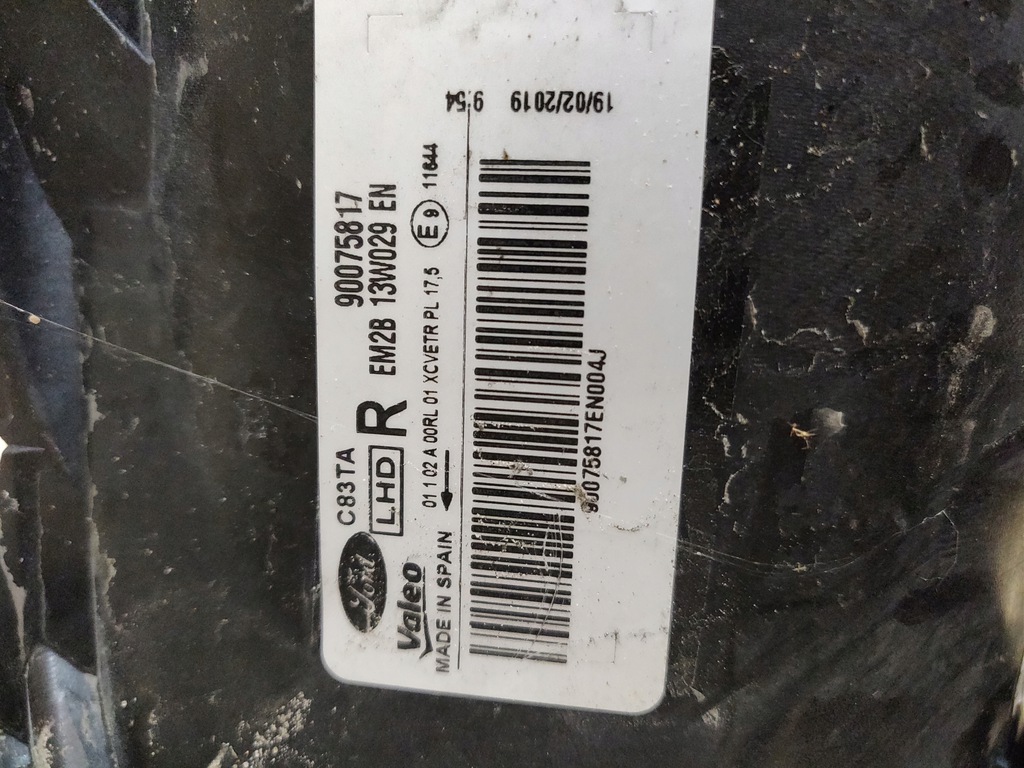 C83TA 90075817
Ford LHD R EM2B 13W029 EN
Valeo 01 1 02 A 00RL 01 XCVETR PL 17,5 E 9 11644
MADE IN SPAIN
9:54
19/02/2019
90075817EN004J